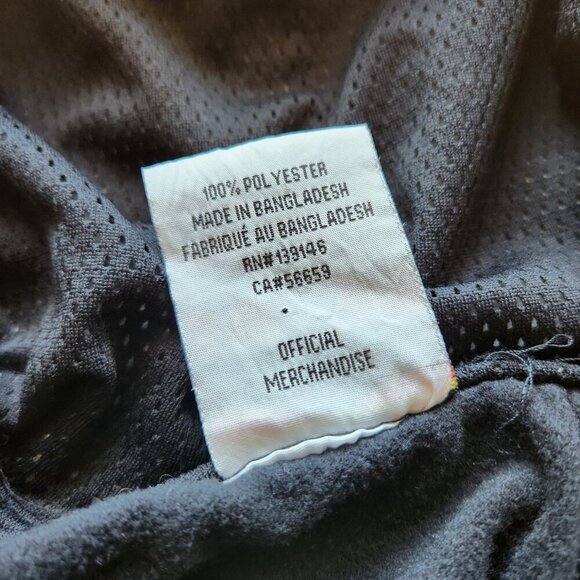 100% POLYESTER
MADE IN BANGLADESH
FABRIQUÉ AU BANGLADESH
RN#139146
CA#56659
OFFICIAL
MERCHANDISE